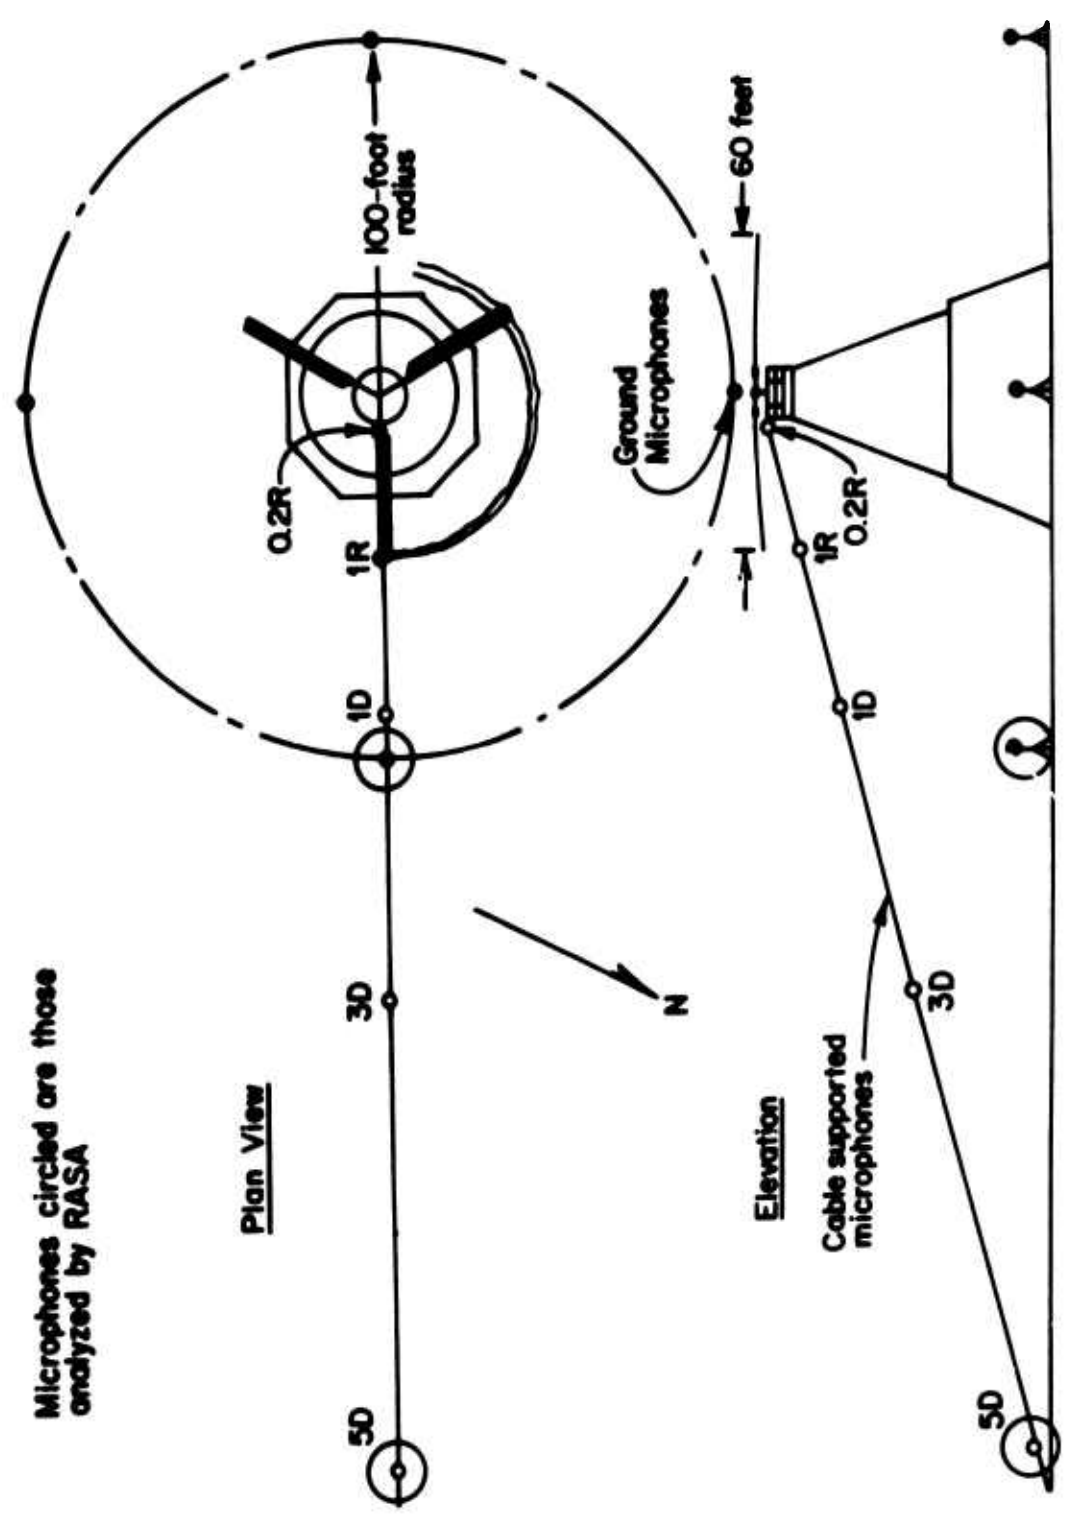 Microphones circled are those
analyzed by RASA
Plan View
5D
3D
1D
1R
0.2R
100-foot
radius
N
Ground
Microphones
60 feet
Elevation
Cable supported
microphones
5D
3D
1D
1R
0.2R